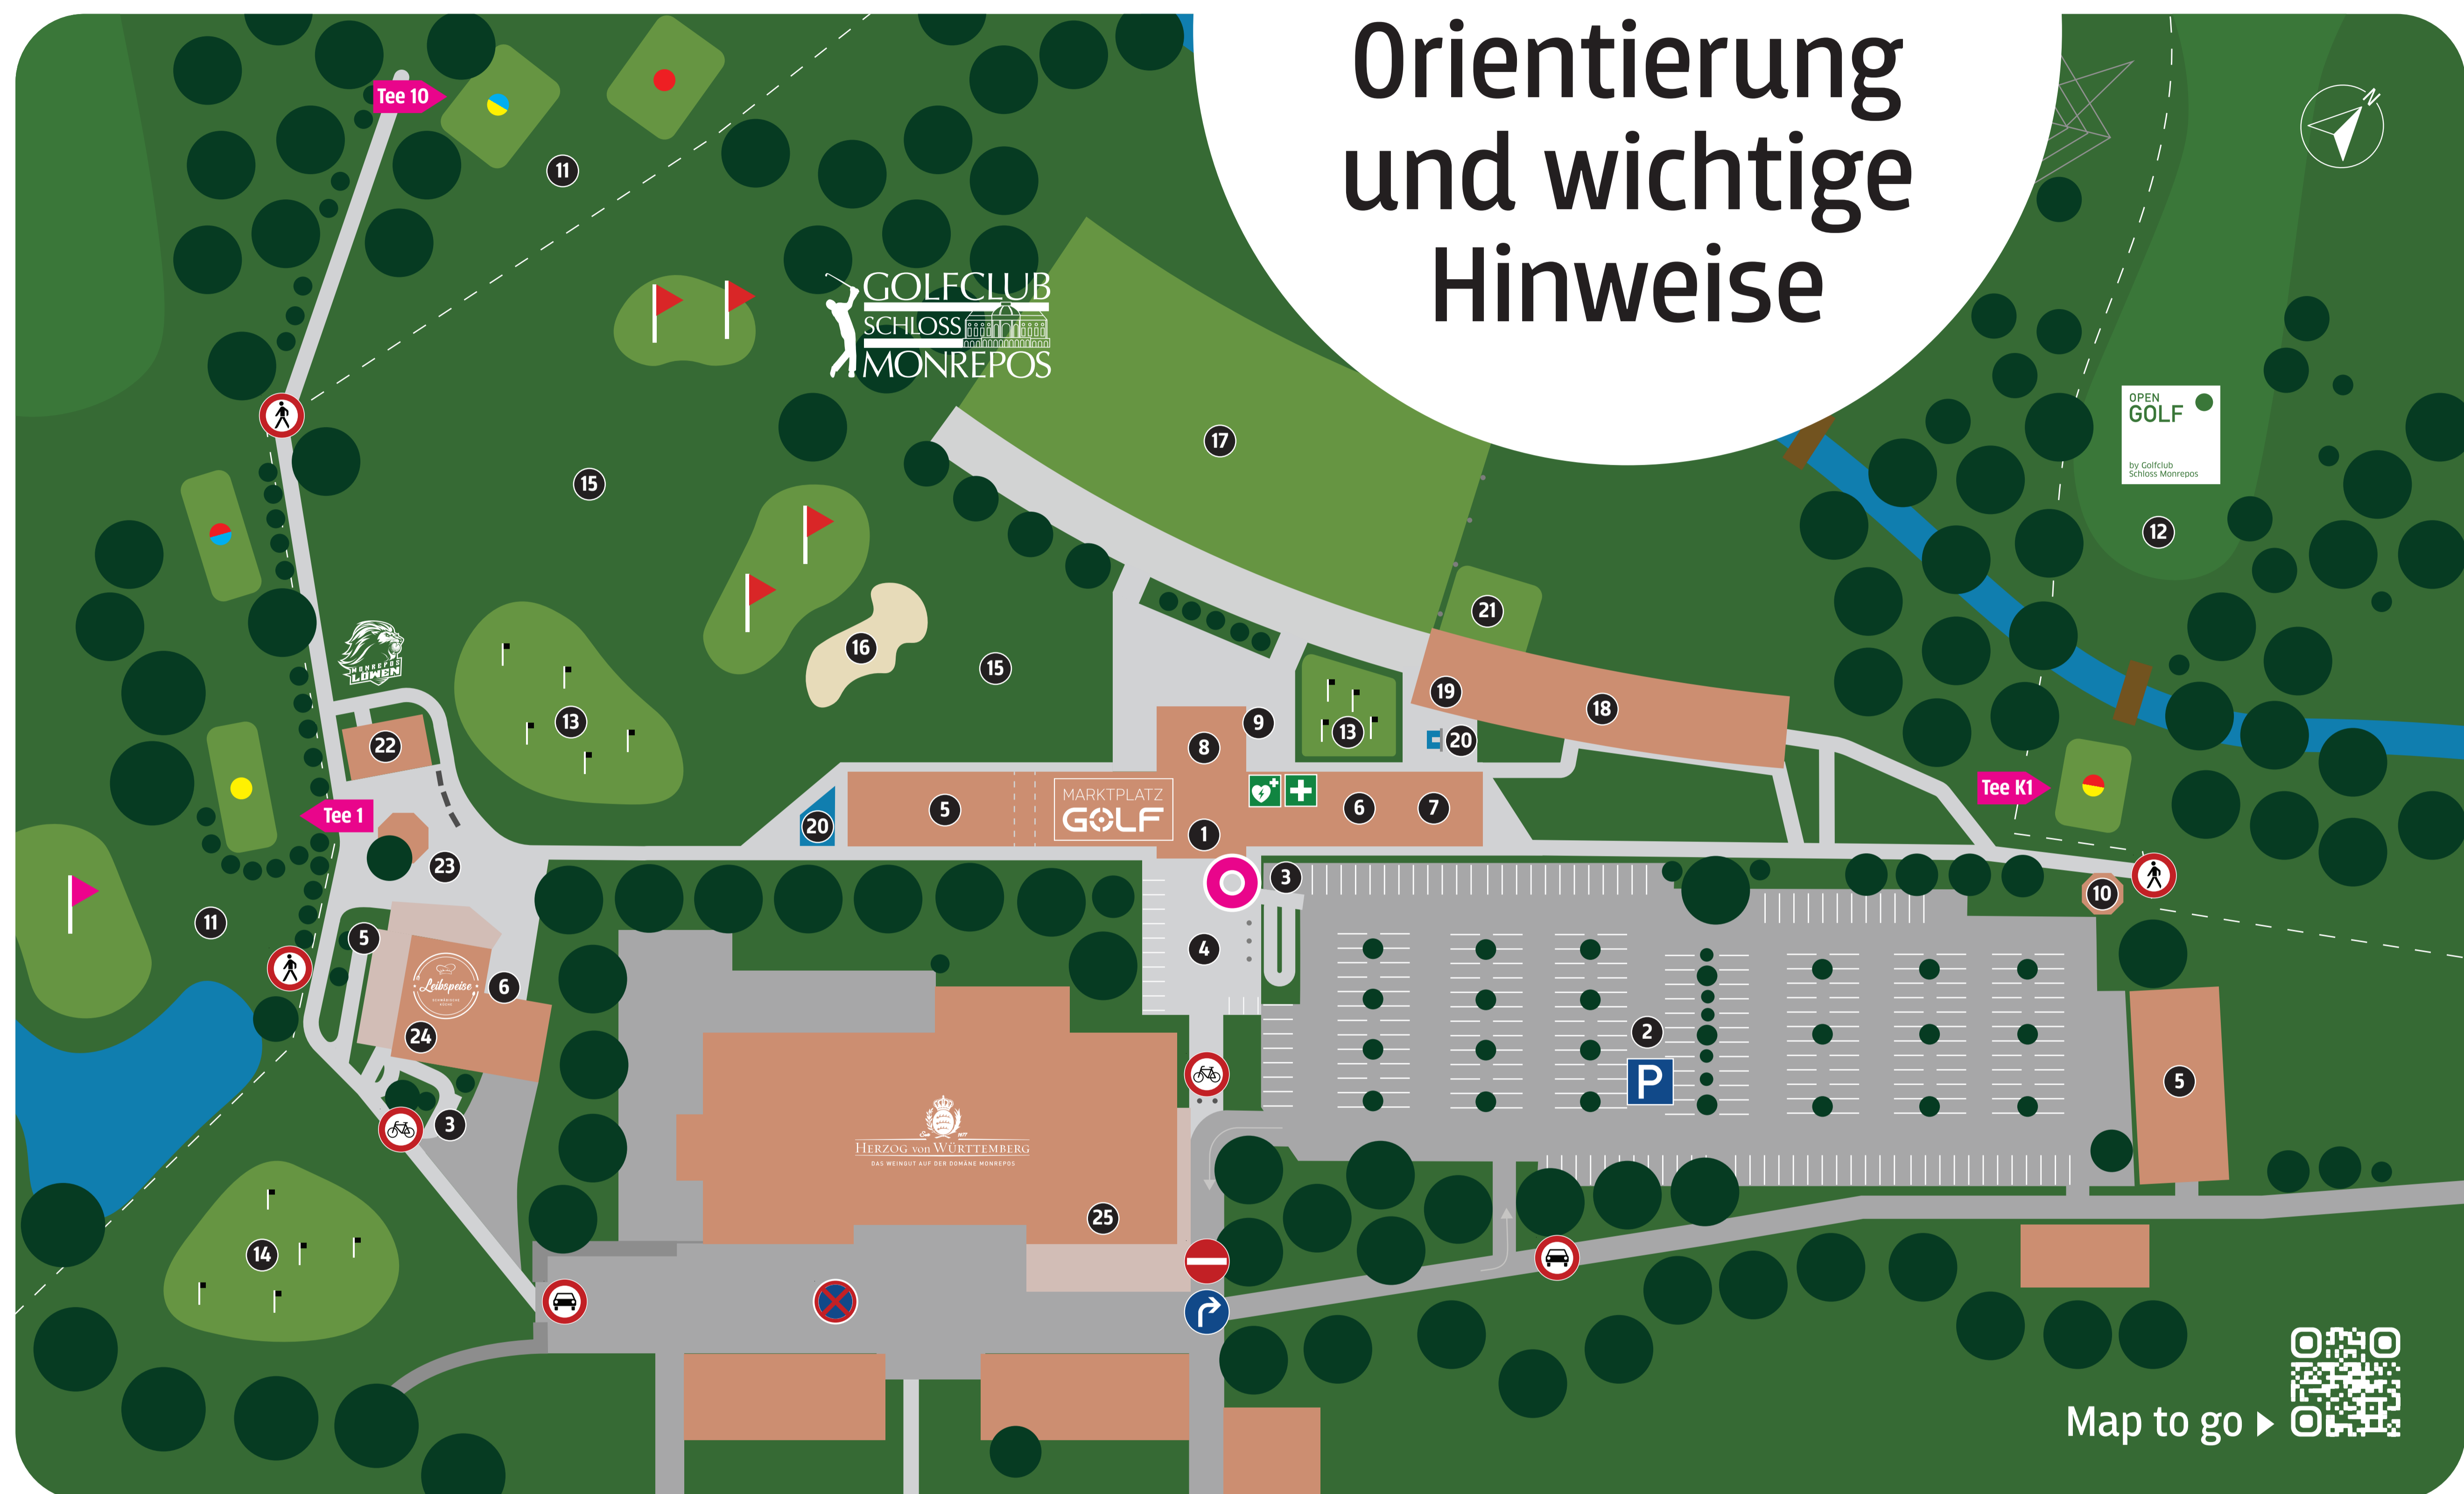 Orientierung
und wichtige
Hinweise
N
Tee 10
11
GOLFCLUB
SCHLOSS
MONREPOS
OPEN
GOLF
by Golfclub
Schloss Monrepos
17
15
12
21
16
15
MONREPOS
LÖWEN
13
22
19
18
9
13
20
8
Tee K1
Tee 1
20
5
MARKTPLATZ
GOLF
1
6
7
23
3
10
11
5
4
Leibspeise
6
24
2
P
5
3
HERZOG von WÜRTTEMBERG
DAS WEINGUT AUF DER DOMÄNE MONREPOS
25
14
Map to go